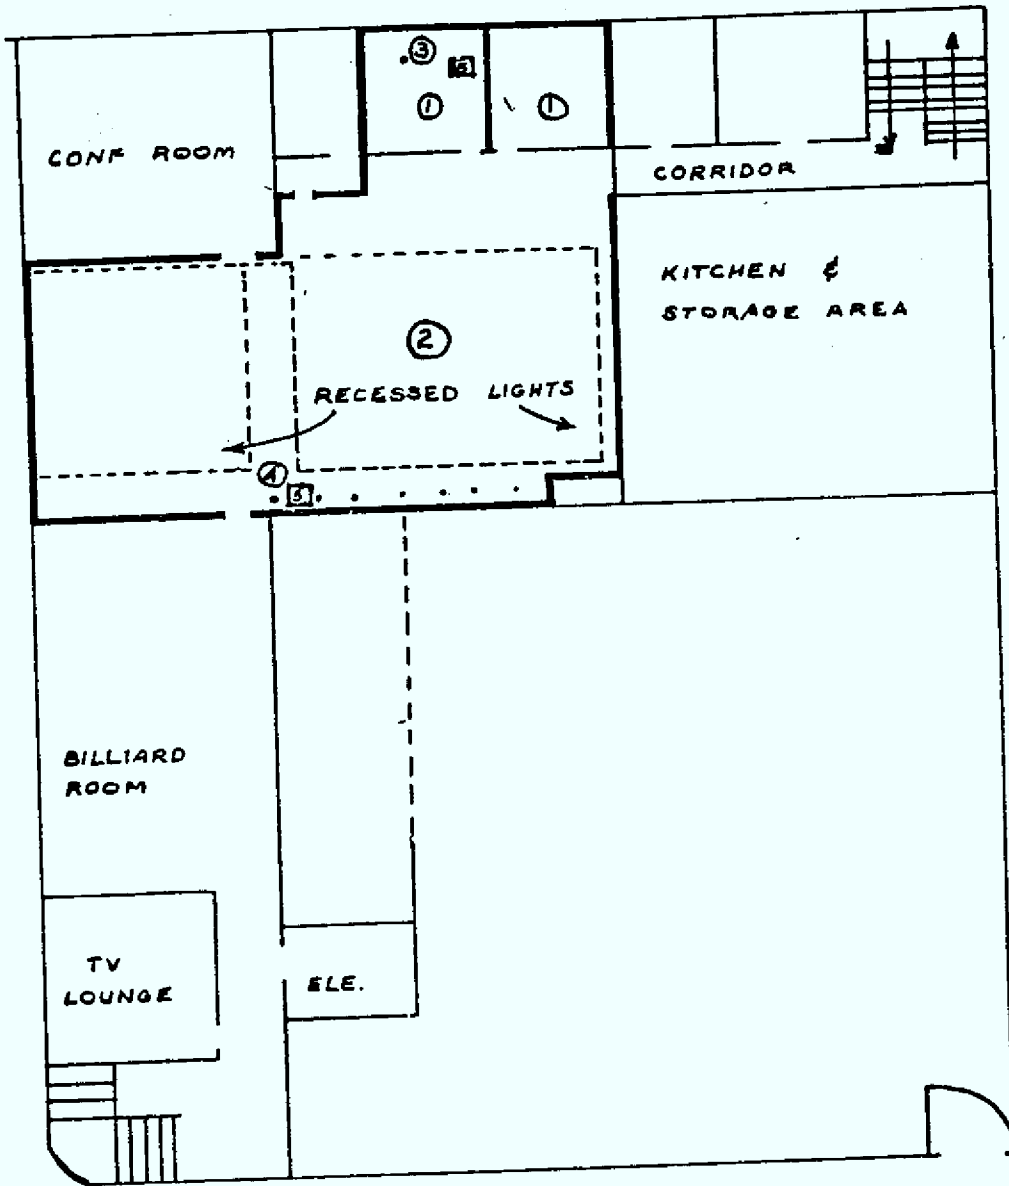 3
5
1
1
CONF ROOM
CORRIDOR
KITCHEN &
STORAGE AREA
2
RECESSED LIGHTS
4
5
BILLIARD
ROOM
TV
LOUNGE
ELE.